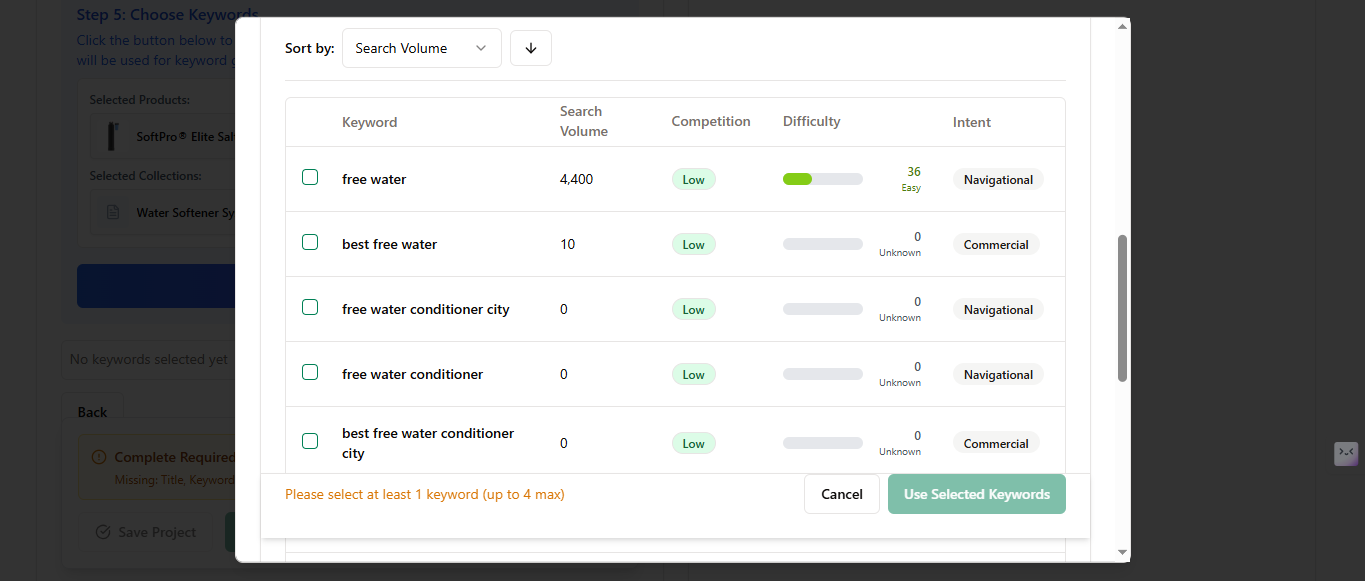 Step 5: Choose Keywords
Click the button below to
will be used for keyword
Selected Products:
SoftPro® Elite Sal
Selected Collections:
Water Softener Sy
No keywords selected yet
Back
Complete Required
Missing: Title, Keyword
Save Project
Sort by:
Search Volume
Keyword
Search
Volume
Competition
Difficulty
Intent
free water
4,400
Low
36
Easy
Navigational
best free water
10
Low
0
Unknown
Commercial
free water conditioner city
0
Low
0
Unknown
Navigational
free water conditioner
0
Low
0
Unknown
Navigational
best free water conditioner
city
0
Low
0
Unknown
Commercial
Please select at least 1 keyword (up to 4 max)
Cancel
Use Selected Keywords